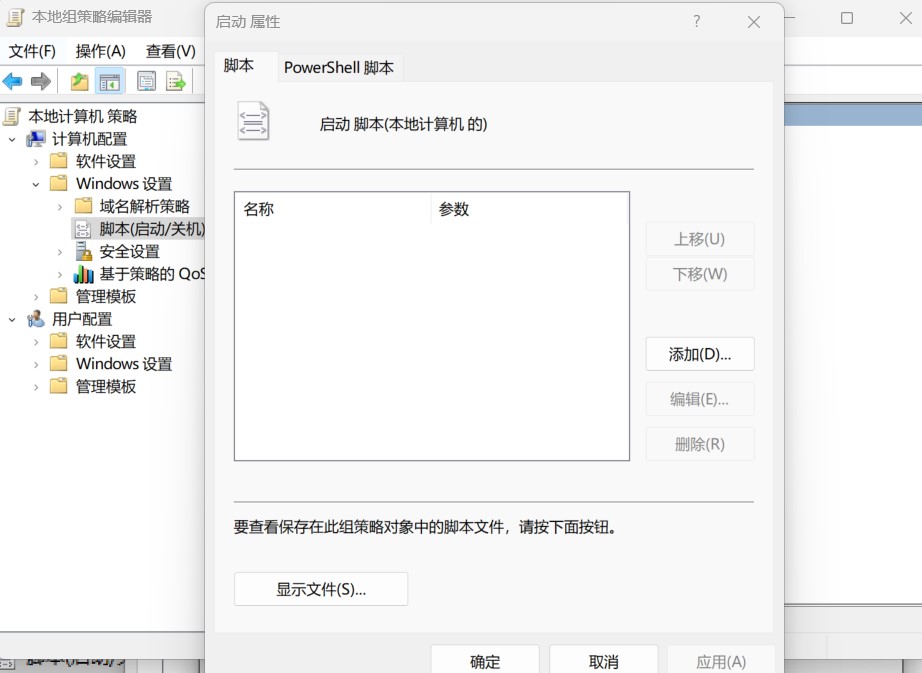 本地组策略编辑器
文件(F) 操作(A) 查看(V)
本地计算机 策略
计算机配置
软件设置
Windows 设置
域名解析策略
脚本(启动/关机)
安全设置
基于策略的 QoS
管理模板
用户配置
软件设置
Windows 设置
管理模板
启动 属性
?
脚本 PowerShell 脚本
启动 脚本(本地计算机 的)
名称 参数
上移(U)
下移(W)
添加(D)...
编辑(E)...
删除(R)
要查看保存在此组策略对象中的脚本文件，请按下面按钮。
显示文件(S)...
确定 取消 应用(A)